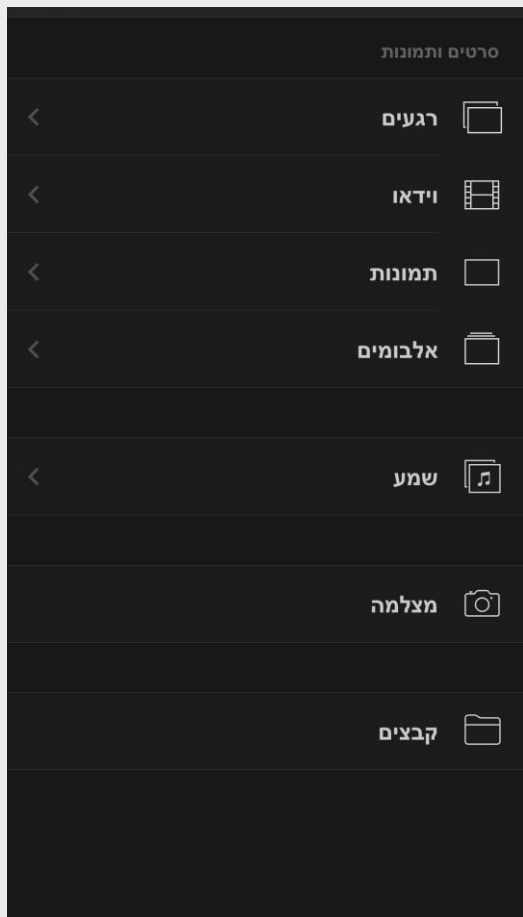 סרטים ותמונות
רגעים
וידאו
תמונות
אלבומים
שמע
מצלמה
קבצים